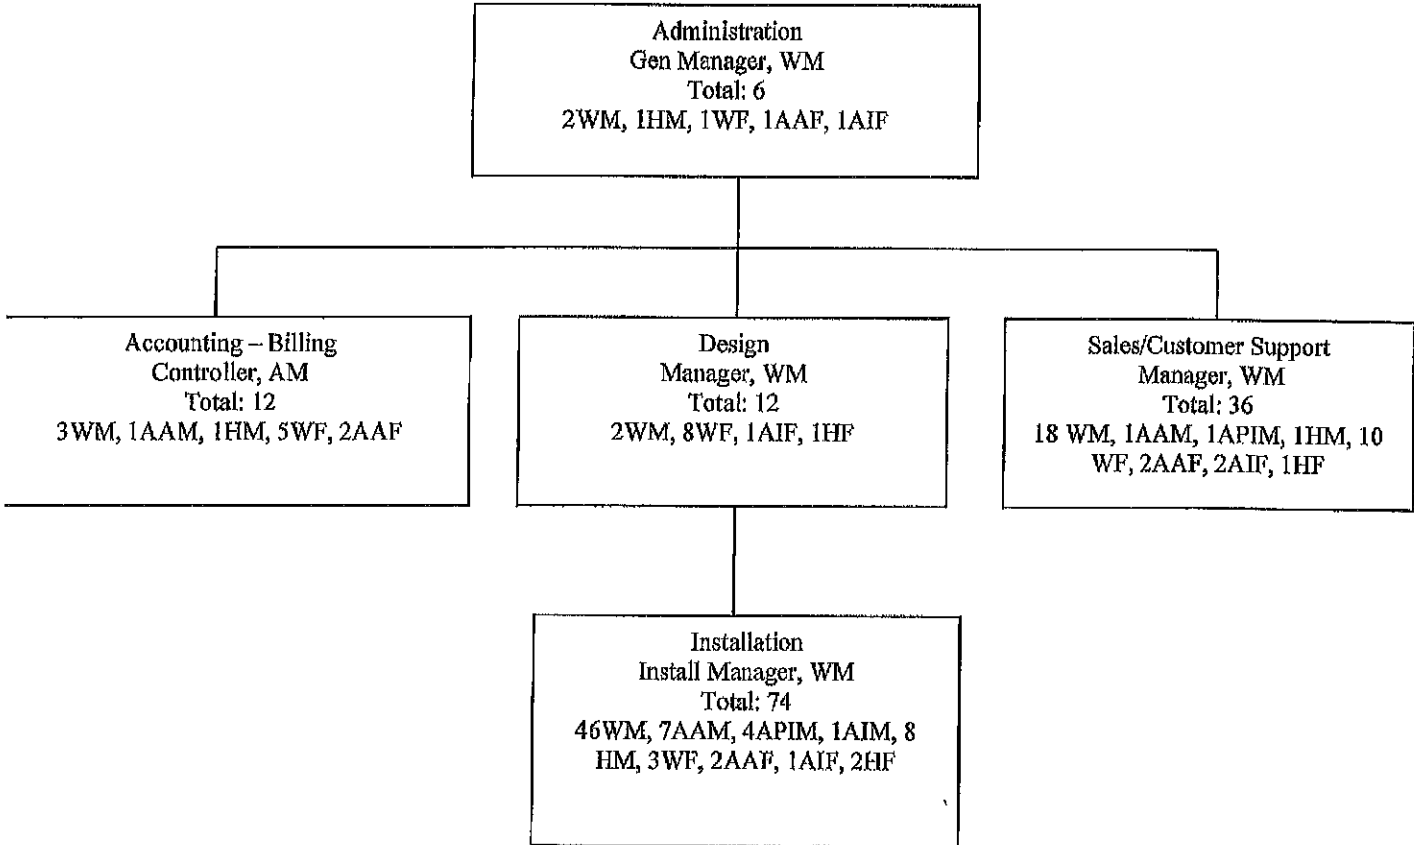 Administration
Gen Manager, WM
Total: 6
2WM, 1HM, 1WF, 1AAF, 1AIF
Accounting – Billing
Controller, AM
Total: 12
3WM, 1AAM, 1HM, 5WF, 2AAF
Design
Manager, WM
Total: 12
2WM, 8WF, 1AIF, 1HF
Sales/Customer Support
Manager, WM
Total: 36
18 WM, 1AAM, 1APIM, 1HM, 10
WF, 2AAF, 2AIF, 1HF
Installation
Install Manager, WM
Total: 74
46WM, 7AAM, 4APIM, 1AIM, 8
HM, 3WF, 2AAF, 1AIF, 2HF